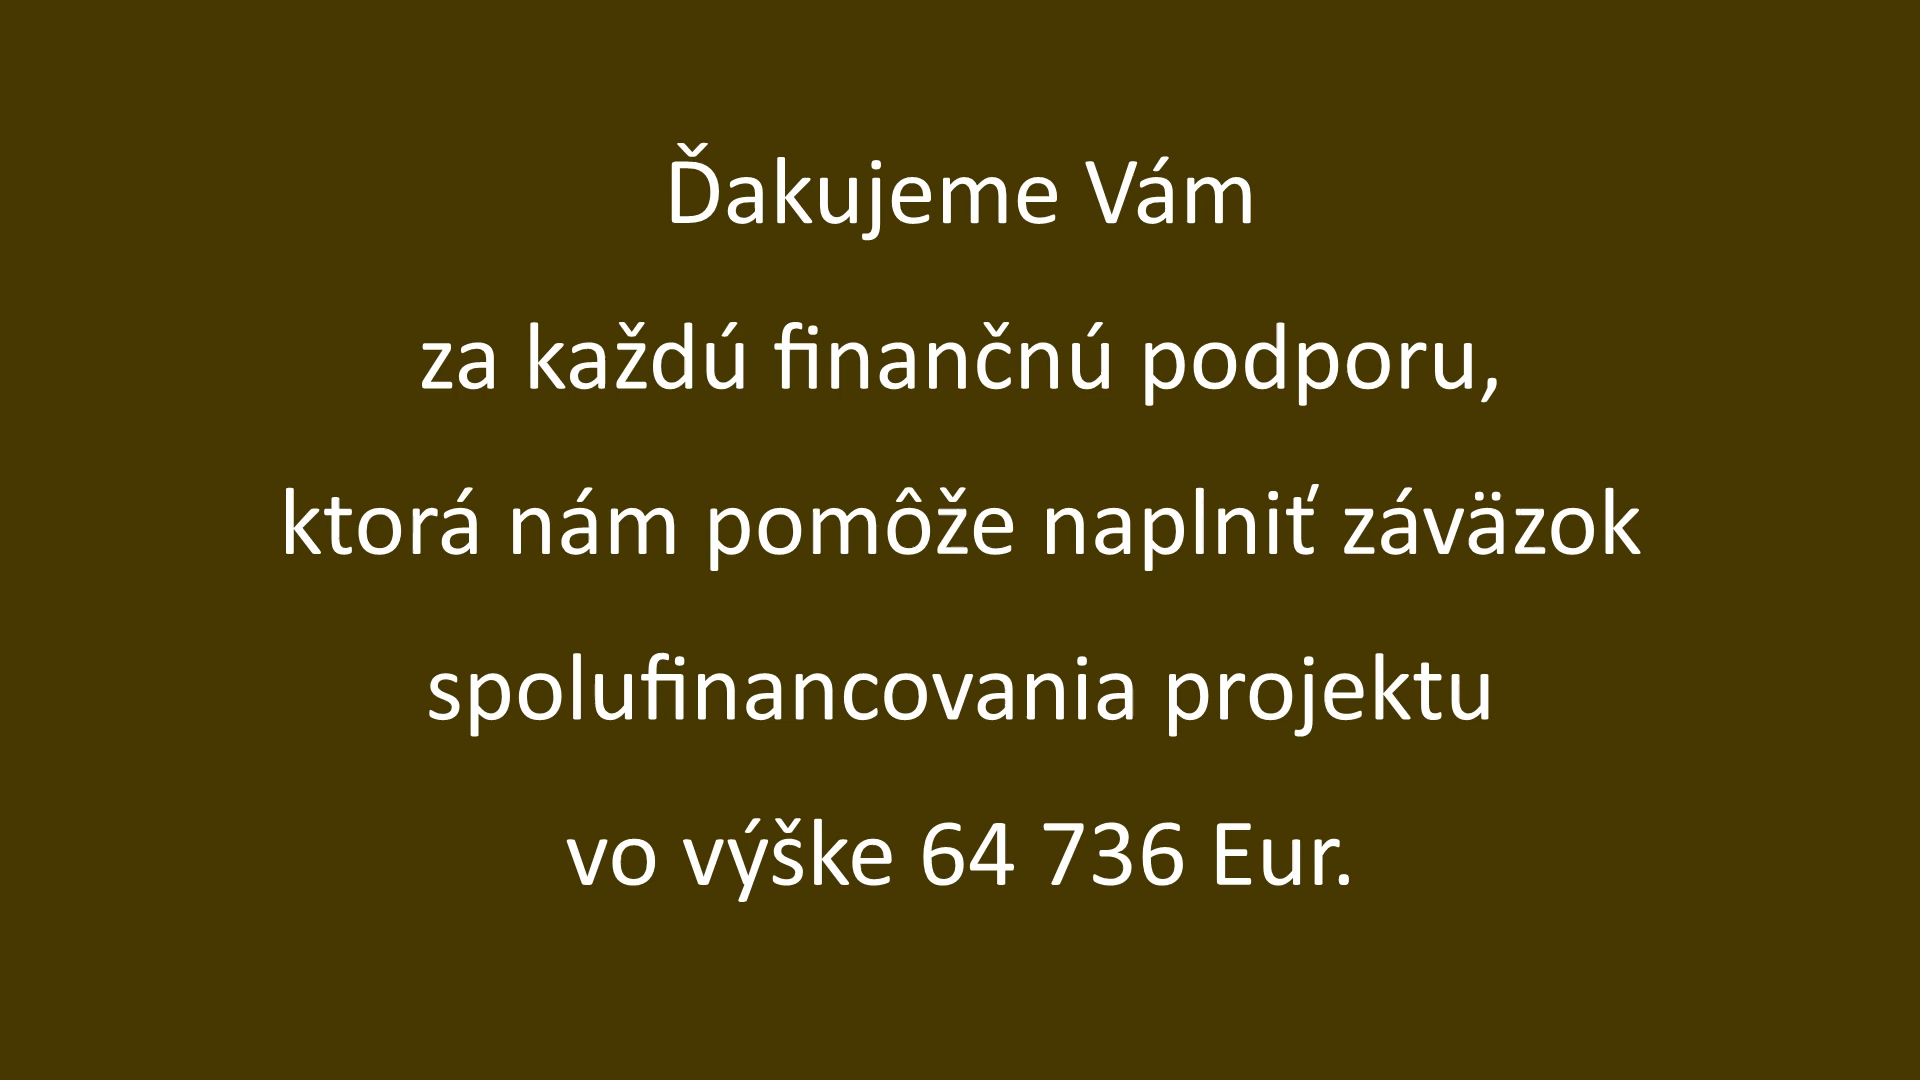 Ďakujeme Vám
za každú finančnú podporu,
ktorá nám pomôže naplniť záväzok
spolufinancovania projektu
vo výške 64 736 Eur.